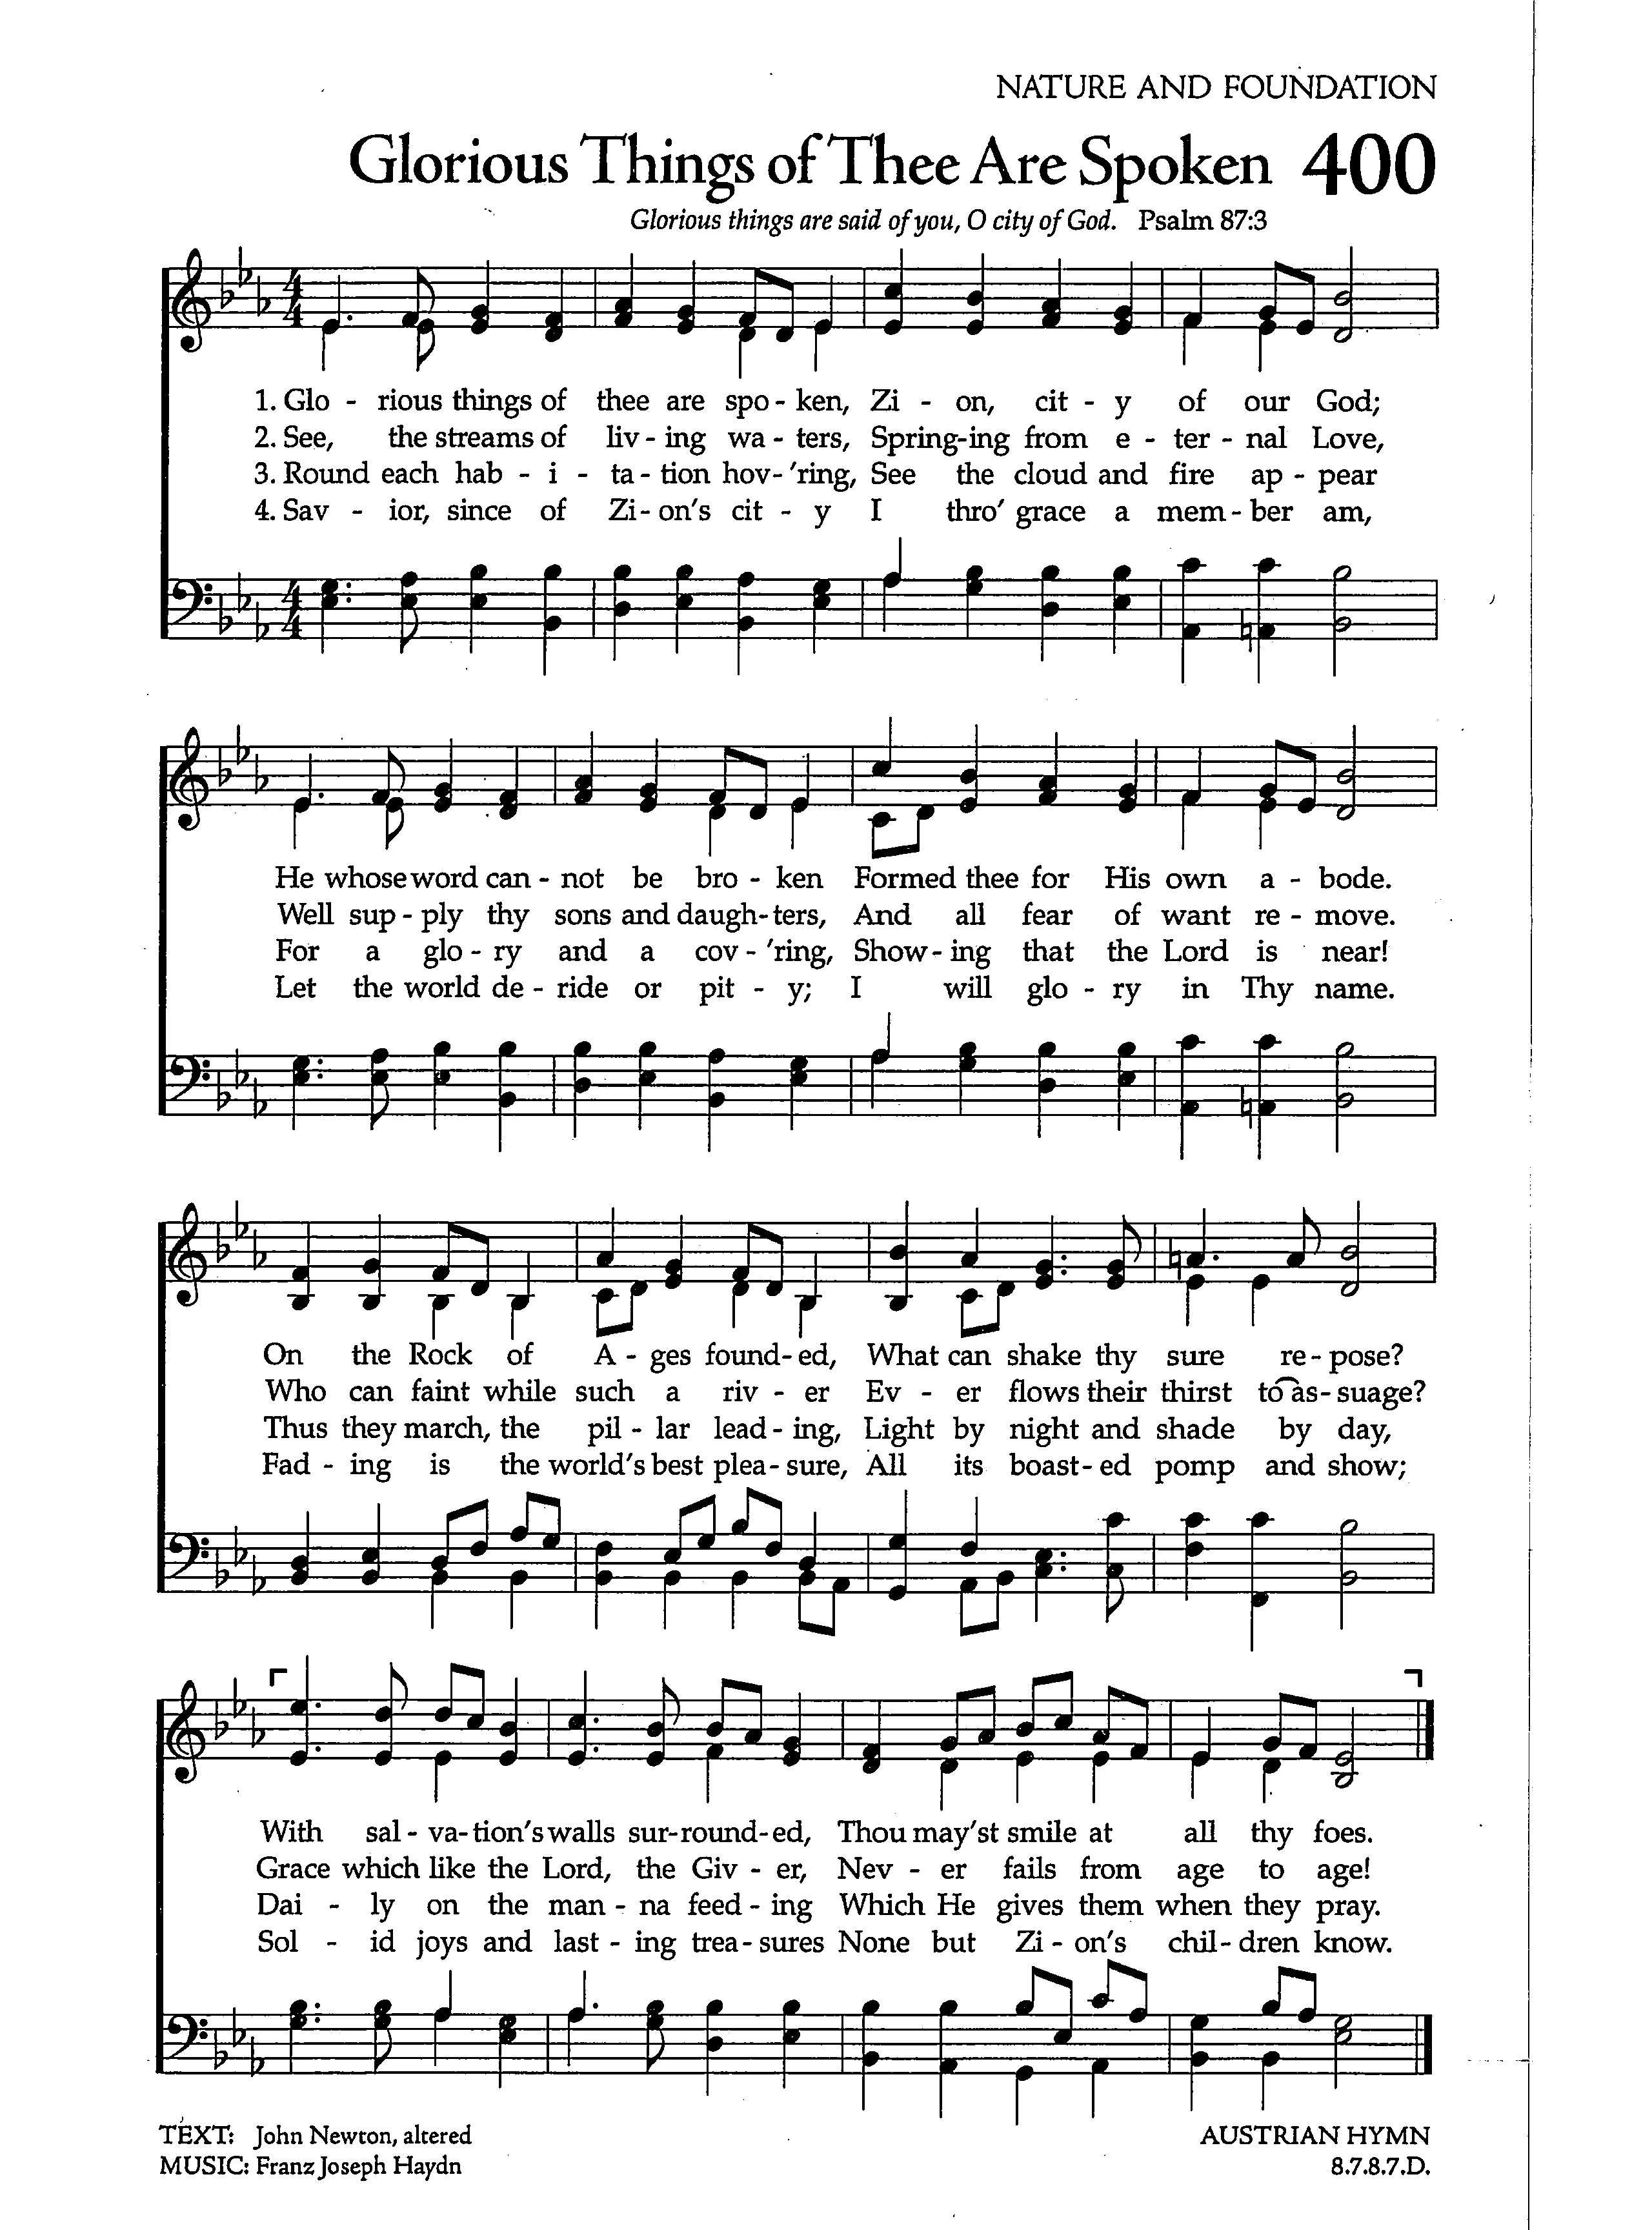 NATURE AND FOUNDATION
Glorious Things of Thee Are Spoken 400
Glorious things are said of you, O city of God. Psalm 87:3
1. Glo - rious things of thee are spo - ken, Zi - on, cit - y of our God;
2. See, the streams of liv - ing wa - ters, Spring-ing from e - ter - nal Love,
3. Round each hab - i - ta - tion hov - 'ring, See the cloud and fire ap - pear
4. Sav - ior, since of Zi - on's cit - y I thro' grace a mem - ber am,
He whose word can - not be bro - ken Formed thee for His own a - bode.
Well sup - ply thy sons and daugh - ters, And all fear of want re - move.
For a glo - ry and a cov - 'ring, Show - ing that the Lord is near!
Let the world de - ride or pit - y; I will glo - ry in Thy name.
On the Rock of A - ges found - ed, What can shake thy sure re - pose?
Who can faint while such a riv - er Ev - er flows their thirst to as - suage?
Thus they march, the pil - lar lead - ing, Light by night and shade by day,
Fad - ing is the world's best plea - sure, All its boast - ed pomp and show;
With sal - va - tion's walls sur - round - ed, Thou may'st smile at all thy foes.
Grace which like the Lord, the Giv - er, Nev - er fails from age to age!
Dai - ly on the man - na feed - ing Which He gives them when they pray.
Sol - id joys and last - ing trea - sures None but Zi - on's chil - dren know.
TEXT: John Newton, altered AUSTRIAN HYMN
MUSIC: Franz Joseph Haydn 8.7.8.7.D.